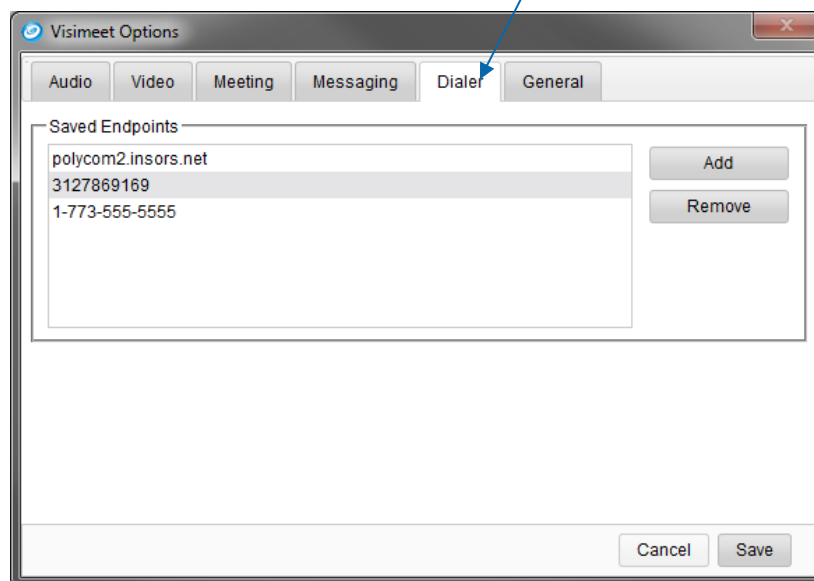 Visimeet Options
Audio Video Meeting Messaging Dialer General
Saved Endpoints
polycom2.insors.net
3127869169
1-773-555-5555
Add
Remove
Cancel Save